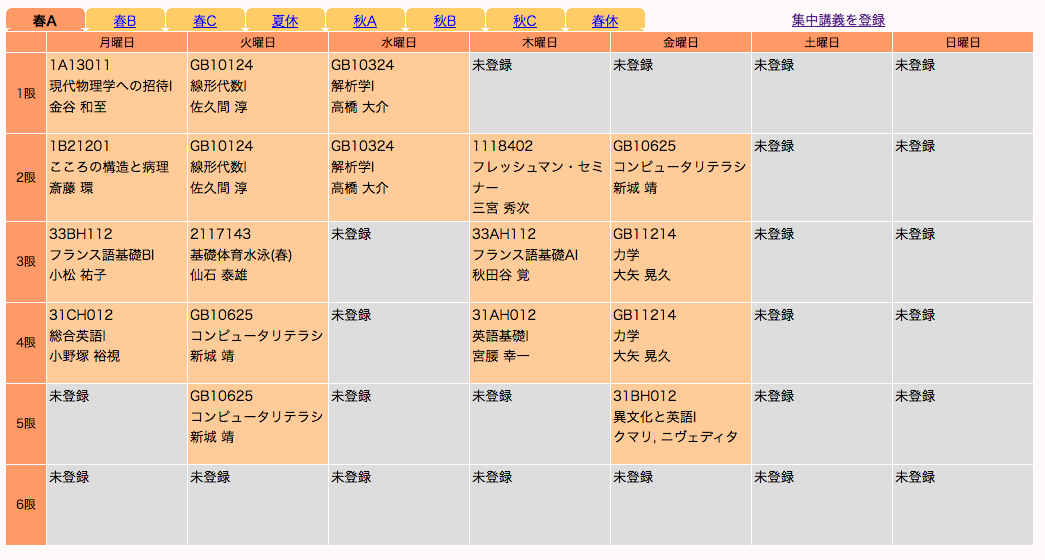 春A 春B 春C 夏休 秋A 秋B 秋C 春休 集中講義を登録
月曜日 火曜日 水曜日 木曜日 金曜日 土曜日 日曜日
1限
1A13011
現代物理学への招待I
金谷 和至
GB10124
線形代数I
佐久間 淳
GB10324
解析学I
高橋 大介
未登録
未登録
未登録
未登録
2限
1B21201
こころの構造と病理
斎藤 環
GB10124
線形代数I
佐久間 淳
GB10324
解析学I
高橋 大介
1118402
フレッシュマン・セミ
ナー
三宮 秀次
GB10625
コンピュータリテラシ
新城 靖
未登録
未登録
3限
33BH112
フランス語基礎BI
小松 祐子
2117143
基礎体育水泳(春)
仙石 泰雄
未登録
33AH112
フランス語基礎AI
秋田谷 覚
GB11214
力学
大矢 晃久
未登録
未登録
4限
31CH012
総合英語I
小野塚 裕視
GB10625
コンピュータリテラシ
新城 靖
未登録
31AH012
英語基礎I
宮腰 幸一
GB11214
力学
大矢 晃久
未登録
未登録
5限
未登録
GB10625
コンピュータリテラシ
新城 靖
未登録
未登録
31BH012
異文化と英語I
クマリ, ニヴェディタ
未登録
未登録
6限
未登録
未登録
未登録
未登録
未登録
未登録
未登録